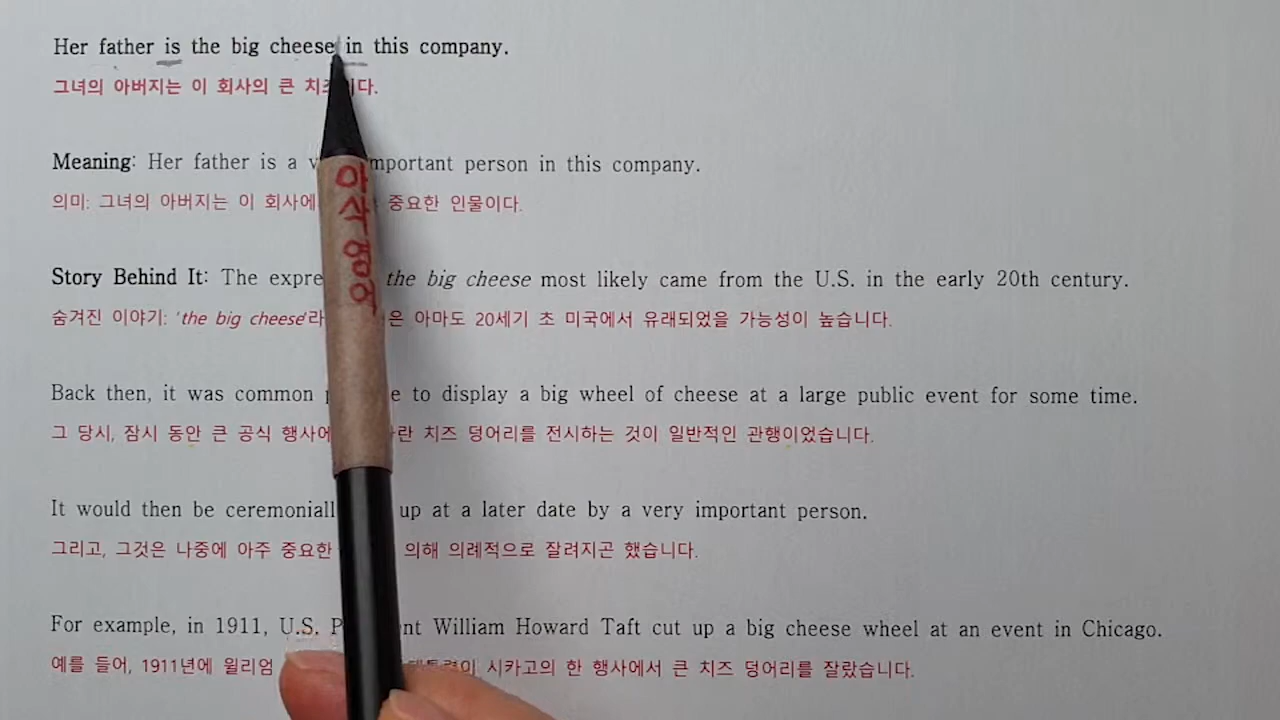 Her father is the big cheese in this company.
그녀의 아버지는 이 회사의 큰 치즈이다.
Meaning: Her father is a important person in this company.
의미: 그녀의 아버지는 이 회사에 중요한 인물이다.
Story Behind It: The the big cheese most likely came from the U.S. in the early 20th century.
숨겨진 이야기: 'the big cheese'라 은 아마도 20세기 초 미국에서 유래되었을 가능성이 높습니다.
Back then, it was common to display a big wheel of cheese at a large public event for some time.
그 당시, 잠시 동안 큰 공식 행사에 치즈 덩어리를 전시하는 것이 일반적인 관행이었습니다.
It would then be up at a later date by a very important person.
그리고, 그것은 나중에 아주 중요한 의해 의례적으로 잘려지곤 했습니다.
For example, in 1911, U.S. William Howard Taft cut up a big cheese wheel at an event in Chicago.
예를 들어, 1911년에 윌리엄 시카고의 한 행사에서 큰 치즈 덩어리를 잘랐습니다.
아삭영어